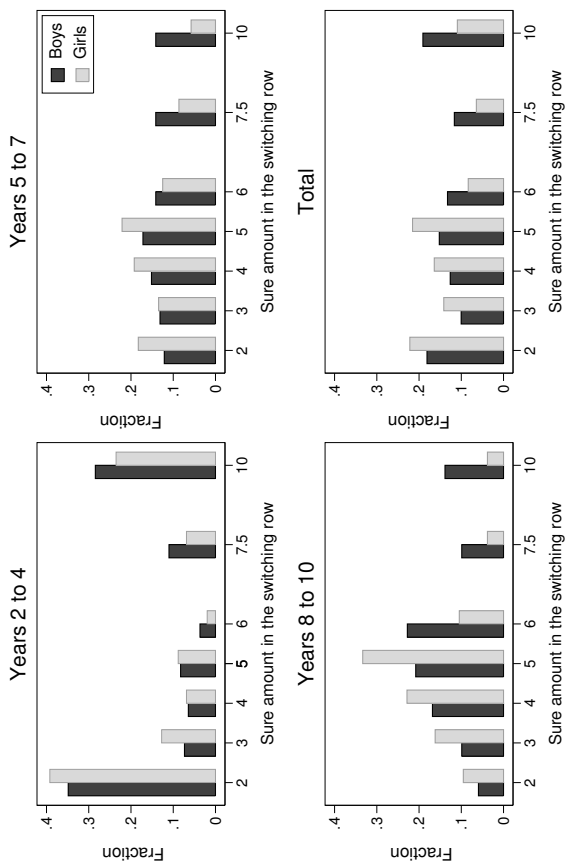 Years 2 to 4
Fraction
.4
.3
.2
.1
0
2 3 4 5 6 7.5 10
Sure amount in the switching row
Years 5 to 7
Boys
Girls
Fraction
.4
.3
.2
.1
0
2 3 4 5 6 7.5 10
Sure amount in the switching row
Years 8 to 10
Fraction
.4
.3
.2
.1
0
2 3 4 5 6 7.5 10
Sure amount in the switching row
Total
Fraction
.4
.3
.2
.1
0
2 3 4 5 6 7.5 10
Sure amount in the switching row